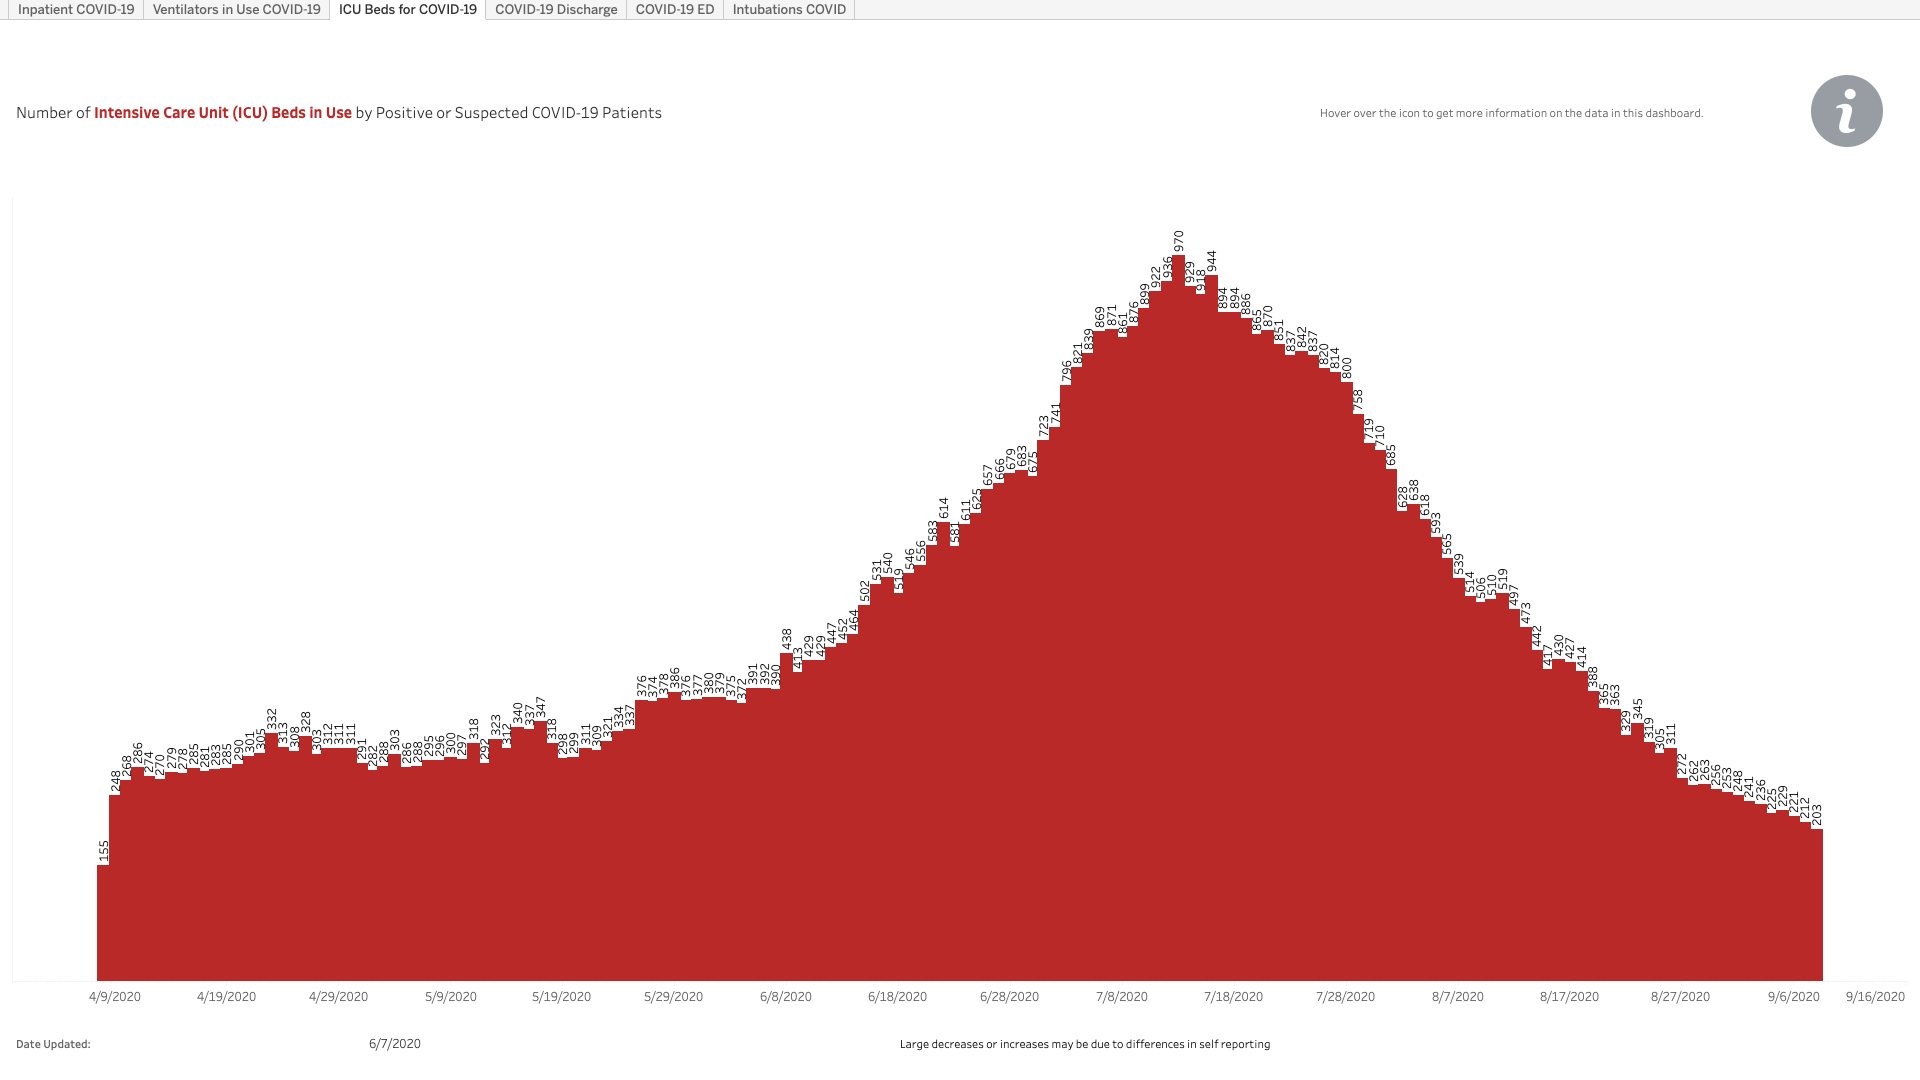 Inpatient COVID-19 Ventilators in Use COVID-19 ICU Beds for COVID-19 COVID-19 Discharge COVID-19 ED Intubations COVID
Number of Intensive Care Unit (ICU) Beds in Use by Positive or Suspected COVID-19 Patients
Hover over the icon to get more information on the data in this dashboard.
i
155 248 268 286 274 270 279 278 285 281 283 285 290 301 305 332 313 308 328 303 312 311 311 291 282 288 303 286 288 295 296 300 297 318 292 323 312 340 337 347 318 298 299 311 309 321 334 337 376 374 378 386 376 377 380 379 375 372 391 392 390 438 413 429 429 447 452 464 502 531 540 519 546 556 583 614 581 611 625 657 666 679 683 675 723 741 796 821 839 869 871 861 876 899 922 936 970 929 918 944 894 894 886 865 870 851 837 842 837 820 814 800 758 719 710 685 628 638 618 593 565 539 514 506 510 519 497 473 442 417 430 427 414 388 365 363 329 345 319 305 311 272 262 263 256 253 248 241 236 225 229 221 212 203
4/9/2020 4/19/2020 4/29/2020 5/9/2020 5/19/2020 5/29/2020 6/8/2020 6/18/2020 6/28/2020 7/8/2020 7/18/2020 7/28/2020 8/7/2020 8/17/2020 8/27/2020 9/6/2020 9/16/2020
Date Updated: 6/7/2020 Large decreases or increases may be due to differences in self reporting